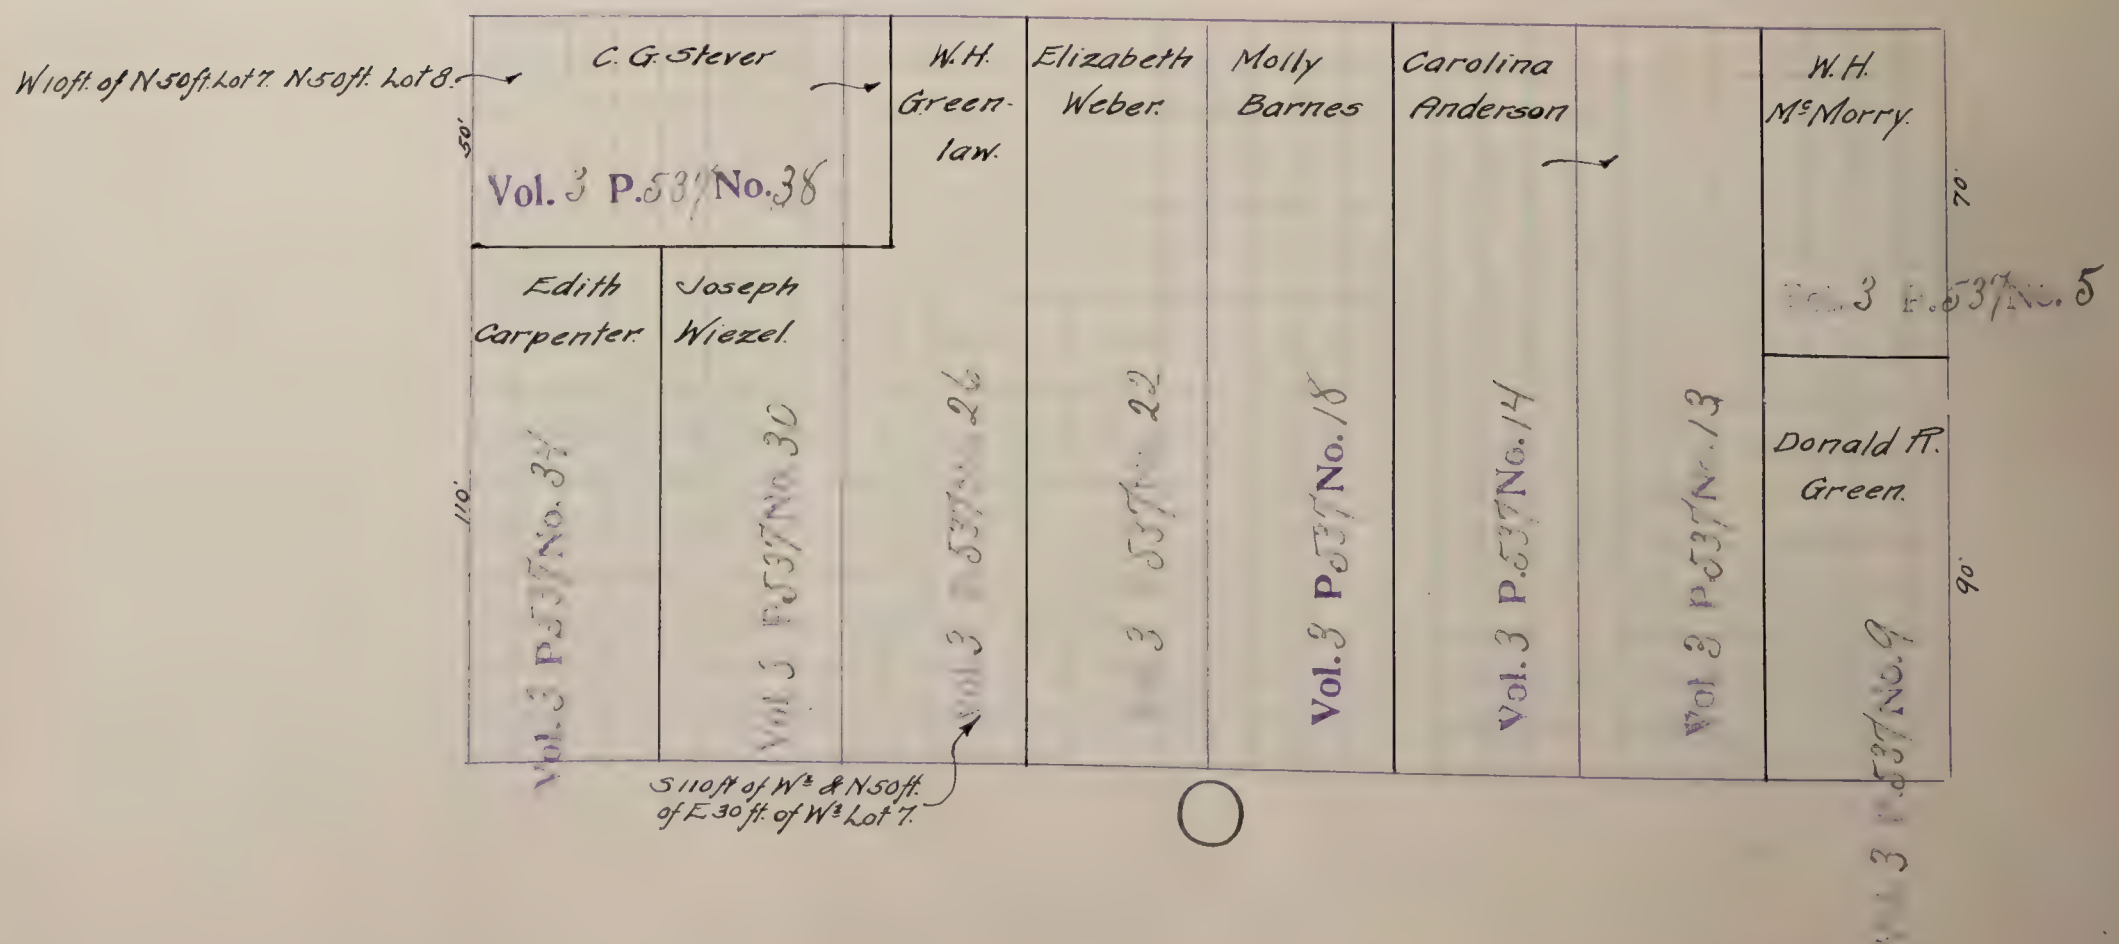 W10ft. of N50ft. Lot 7. N50ft. Lot 8.
C. G. Stever
Vol. 3 P.537 No.38
50'
W.H.
Green-
law.
Elizabeth
Weber.
Molly
Barnes
Carolina
Anderson
W.H.
McMorry.
70'
3 P.537 No. 5
Edith
Carpenter.
Joseph
Wiezel.
110'
Vol. 3 P.537 No. 34
Vol. 3 P.537 No. 30
Vol. 3 P. 537 26
3 537 22
Vol. 3 P.537 No. 18
Vol. 3 P.537 No. 14
Vol. 3 P.537 No. 13
Donald R.
Green.
90'
Vol. 3 P.537 No. 9
S110ft of W½ & N50ft.
of E30ft. of W½ Lot 7.